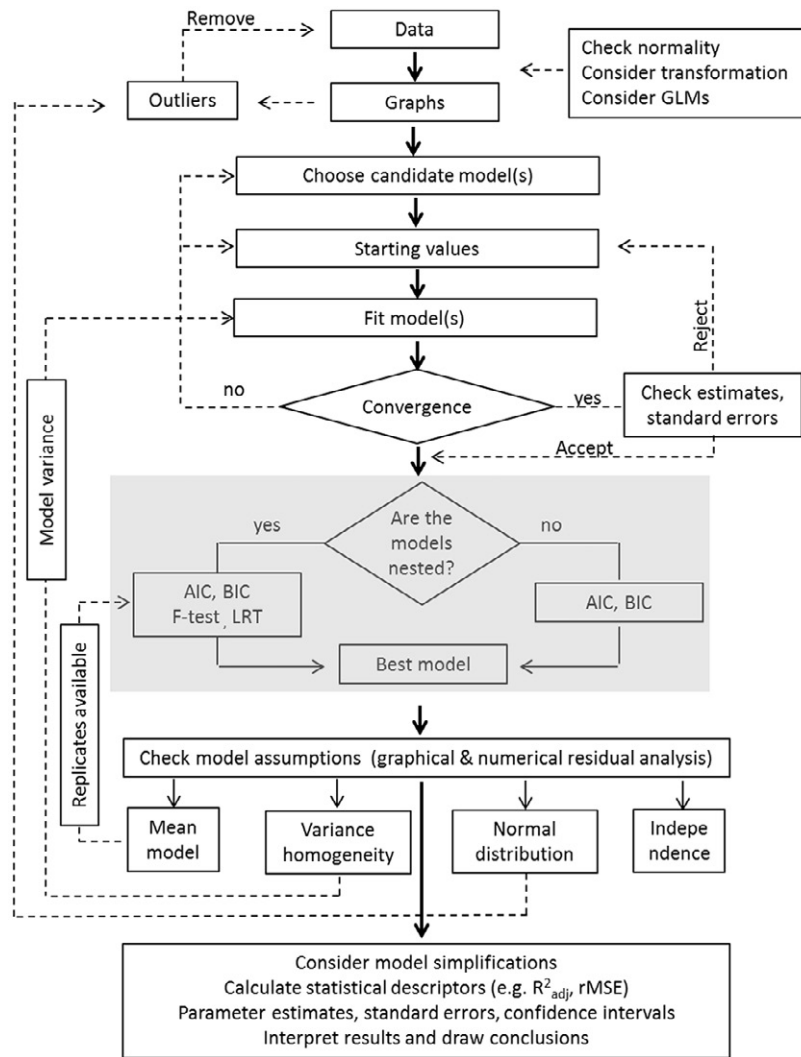 Remove
Data
Check normality
Consider transformation
Consider GLMs
Outliers
Graphs
Choose candidate model(s)
Starting values
Fit model(s)
Reject
no
Convergence
yes
Check estimates,
standard errors
Accept
Model variance
yes
Are the
models
nested?
no
AIC, BIC
F-test, LRT
AIC, BIC
Best model
Replicates available
Check model assumptions (graphical & numerical residual analysis)
Mean
model
Variance
homogeneity
Normal
distribution
Indepe
ndence
Consider model simplifications
Calculate statistical descriptors (e.g. R²adj, rMSE)
Parameter estimates, standard errors, confidence intervals
Interpret results and draw conclusions